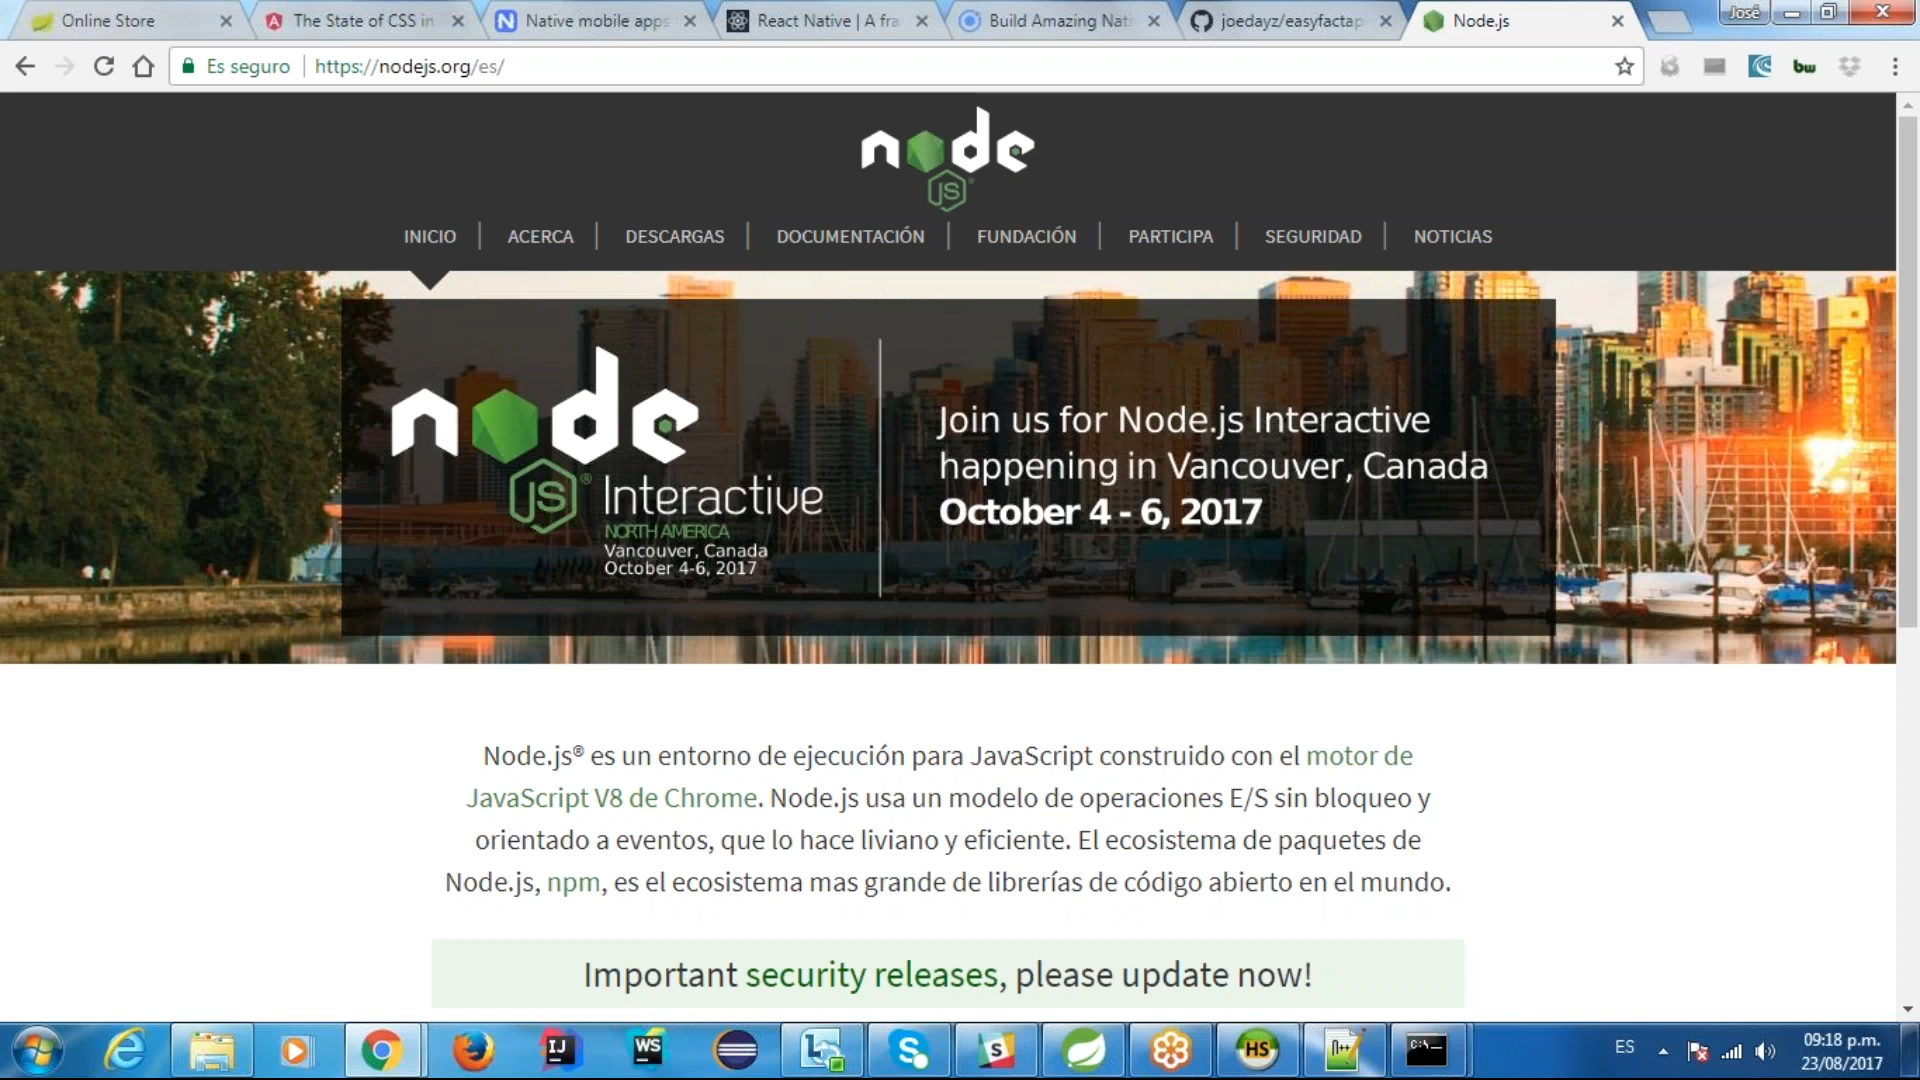 Online Store
The State of CSS in
Native mobile apps
React Native | A fra
Build Amazing Nati
joedayz/easyfactap
Node.js
José
Es seguro
https://nodejs.org/es/
bw
node
JS
INICIO
ACERCA
DESCARGAS
DOCUMENTACIÓN
FUNDACIÓN
PARTICIPA
SEGURIDAD
NOTICIAS
node
JS® Interactive
NORTH AMERICA
Vancouver, Canada
October 4-6, 2017
Join us for Node.js Interactive
happening in Vancouver, Canada
October 4 - 6, 2017
Node.js® es un entorno de ejecución para JavaScript construido con el motor de
JavaScript V8 de Chrome. Node.js usa un modelo de operaciones E/S sin bloqueo y
orientado a eventos, que lo hace liviano y eficiente. El ecosistema de paquetes de
Node.js, npm, es el ecosistema mas grande de librerías de código abierto en el mundo.
Important security releases, please update now!
IJ
WS
S
S
HS
n++
C:\
ES
09:18 p.m.
23/08/2017